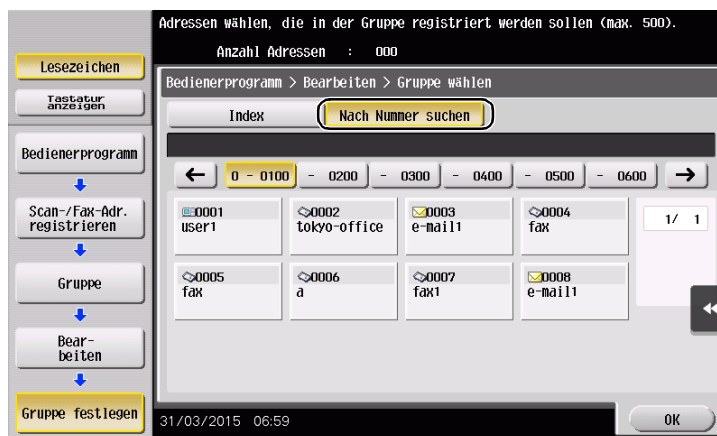 Adressen wählen, die in der Gruppe registriert werden sollen (max. 500).
Anzahl Adressen : 000
Lesezeichen
Tastatur
anzeigen
Bedienerprogramm
Scan-/Fax-Adr.
registrieren
Gruppe
Bear-
beiten
Gruppe festlegen
Bedienerprogramm > Bearbeiten > Gruppe wählen
Index
Nach Nummer suchen
← 0 - 0100 - 0200 - 0300 - 0400 - 0500 - 0600 →
0001 0002 0003 0004
user1 tokyo-office e-mail1 fax
1/ 1
0005 0006 0007 0008
fax a fax1 e-mail1
31/03/2015 06:59
OK